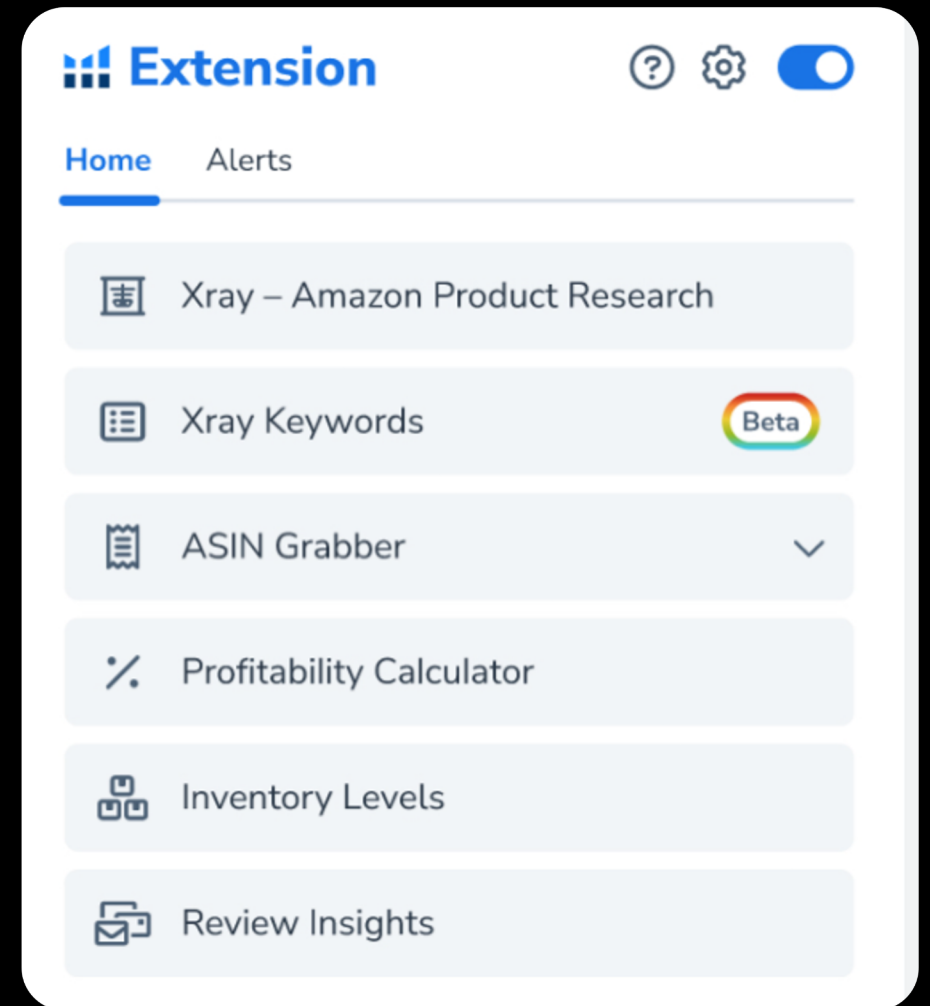 Extension
Home Alerts
Xray – Amazon Product Research
Xray Keywords Beta
ASIN Grabber
Profitability Calculator
Inventory Levels
Review Insights